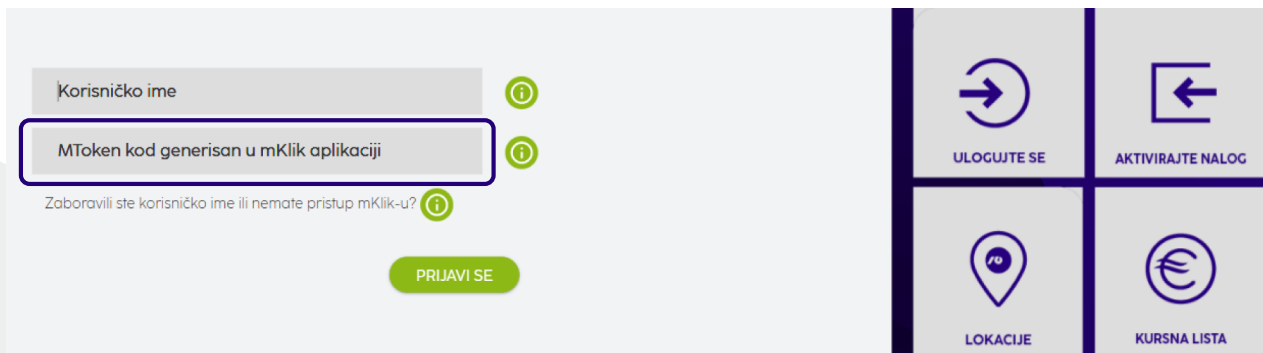 Korisničko ime
MToken kod generisan u mKlik aplikaciji
Zaboravili ste korisničko ime ili nemate pristup mKlik-u?
PRIJAVI SE
ULOGUJTE SE
AKTIVIRAJTE NALOG
LOKACIJE
KURSNA LISTA